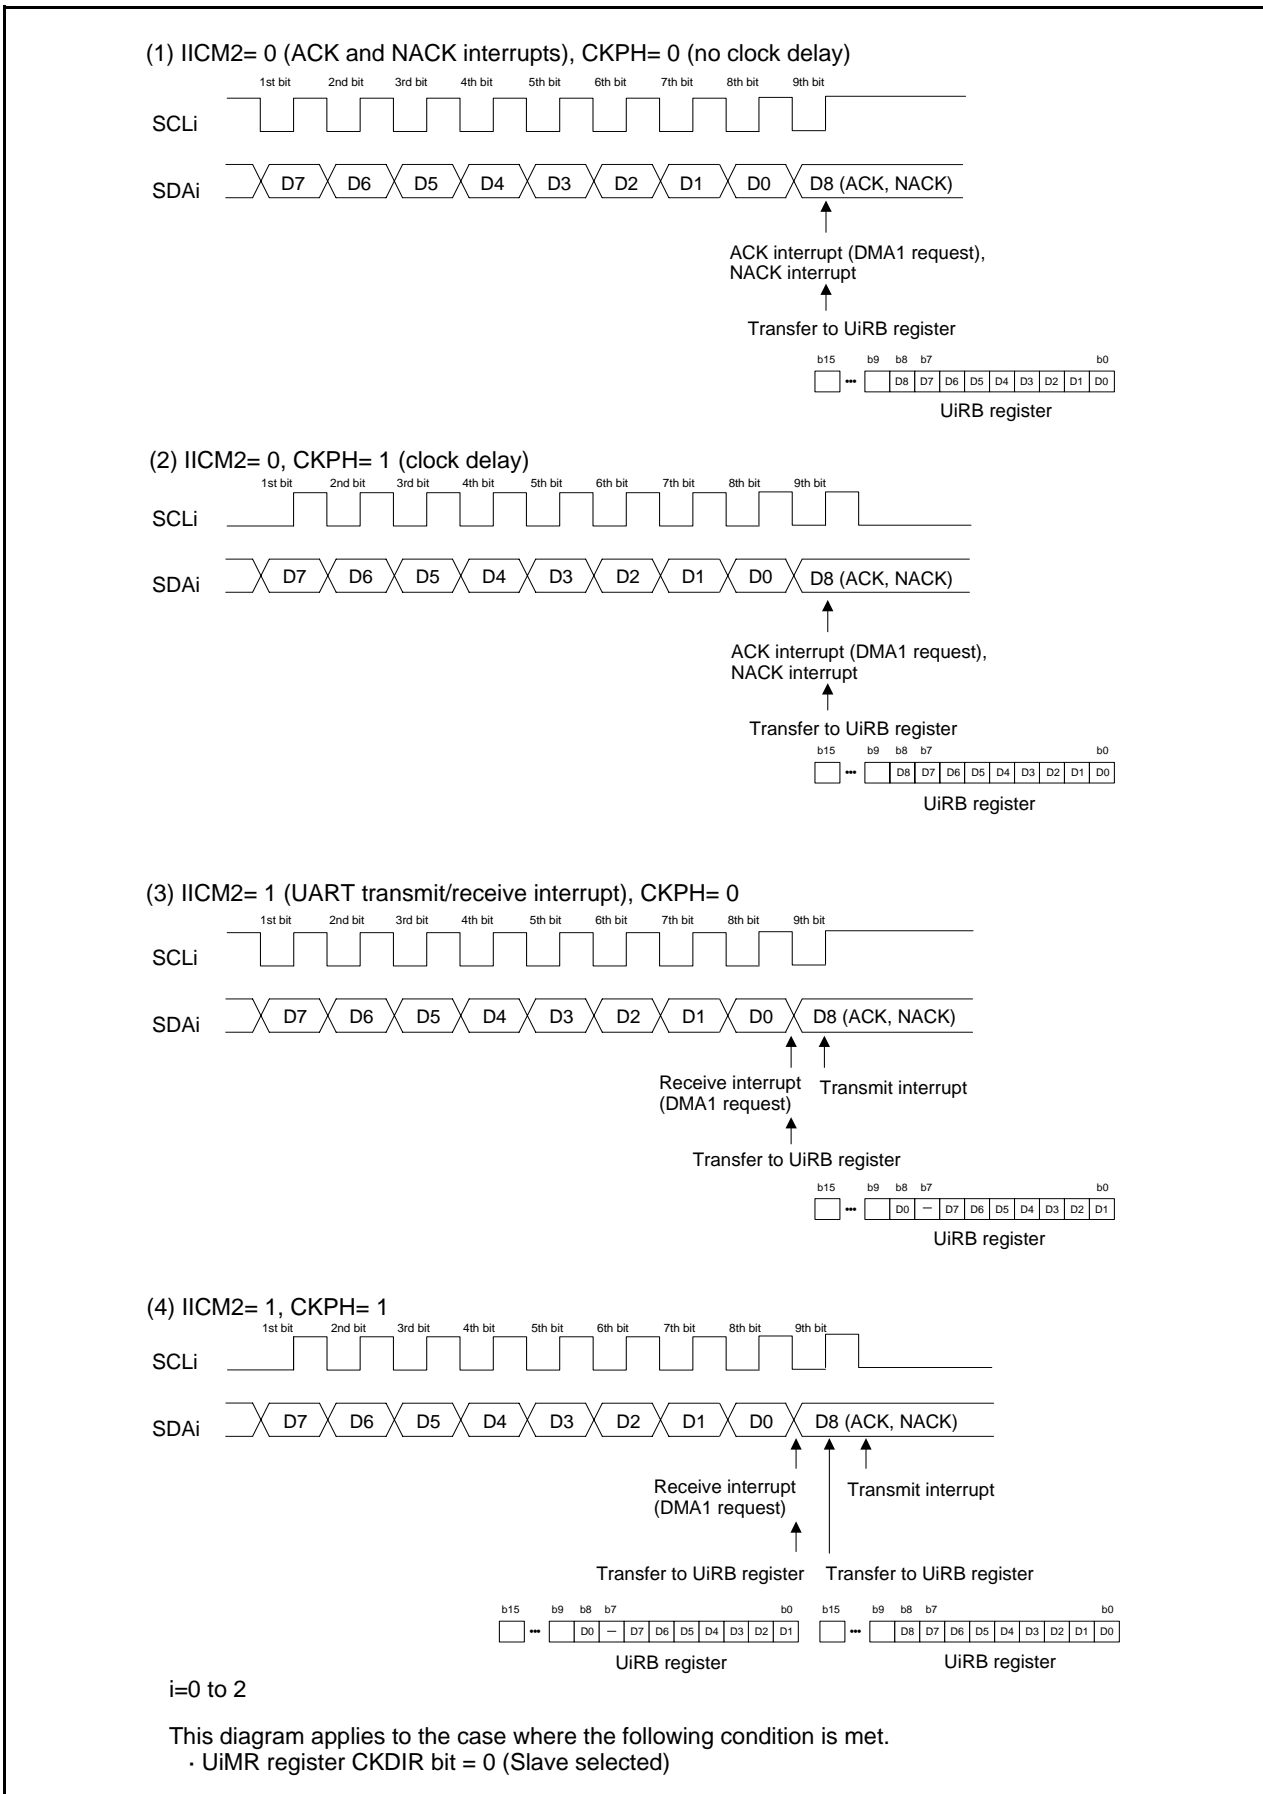 (1) IICM2= 0 (ACK and NACK interrupts), CKPH= 0 (no clock delay)
1st bit 2nd bit 3rd bit 4th bit 5th bit 6th bit 7th bit 8th bit 9th bit
SCLi
SDAi D7 D6 D5 D4 D3 D2 D1 D0 D8 (ACK, NACK)
ACK interrupt (DMA1 request),
NACK interrupt
Transfer to UiRB register
b15 b9 b8 b7 b0
••• D8 D7 D6 D5 D4 D3 D2 D1 D0
UiRB register
(2) IICM2= 0, CKPH= 1 (clock delay)
1st bit 2nd bit 3rd bit 4th bit 5th bit 6th bit 7th bit 8th bit 9th bit
SCLi
SDAi D7 D6 D5 D4 D3 D2 D1 D0 D8 (ACK, NACK)
ACK interrupt (DMA1 request),
NACK interrupt
Transfer to UiRB register
b15 b9 b8 b7 b0
••• D8 D7 D6 D5 D4 D3 D2 D1 D0
UiRB register
(3) IICM2= 1 (UART transmit/receive interrupt), CKPH= 0
1st bit 2nd bit 3rd bit 4th bit 5th bit 6th bit 7th bit 8th bit 9th bit
SCLi
SDAi D7 D6 D5 D4 D3 D2 D1 D0 D8 (ACK, NACK)
Receive interrupt Transmit interrupt
(DMA1 request)
Transfer to UiRB register
b15 b9 b8 b7 b0
••• D0 — D7 D6 D5 D4 D3 D2 D1
UiRB register
(4) IICM2= 1, CKPH= 1
1st bit 2nd bit 3rd bit 4th bit 5th bit 6th bit 7th bit 8th bit 9th bit
SCLi
SDAi D7 D6 D5 D4 D3 D2 D1 D0 D8 (ACK, NACK)
Receive interrupt Transmit interrupt
(DMA1 request)
Transfer to UiRB register Transfer to UiRB register
b15 b9 b8 b7 b0 b15 b9 b8 b7 b0
••• D0 — D7 D6 D5 D4 D3 D2 D1 ••• D8 D7 D6 D5 D4 D3 D2 D1 D0
UiRB register UiRB register
i=0 to 2
This diagram applies to the case where the following condition is met.
· UiMR register CKDIR bit = 0 (Slave selected)